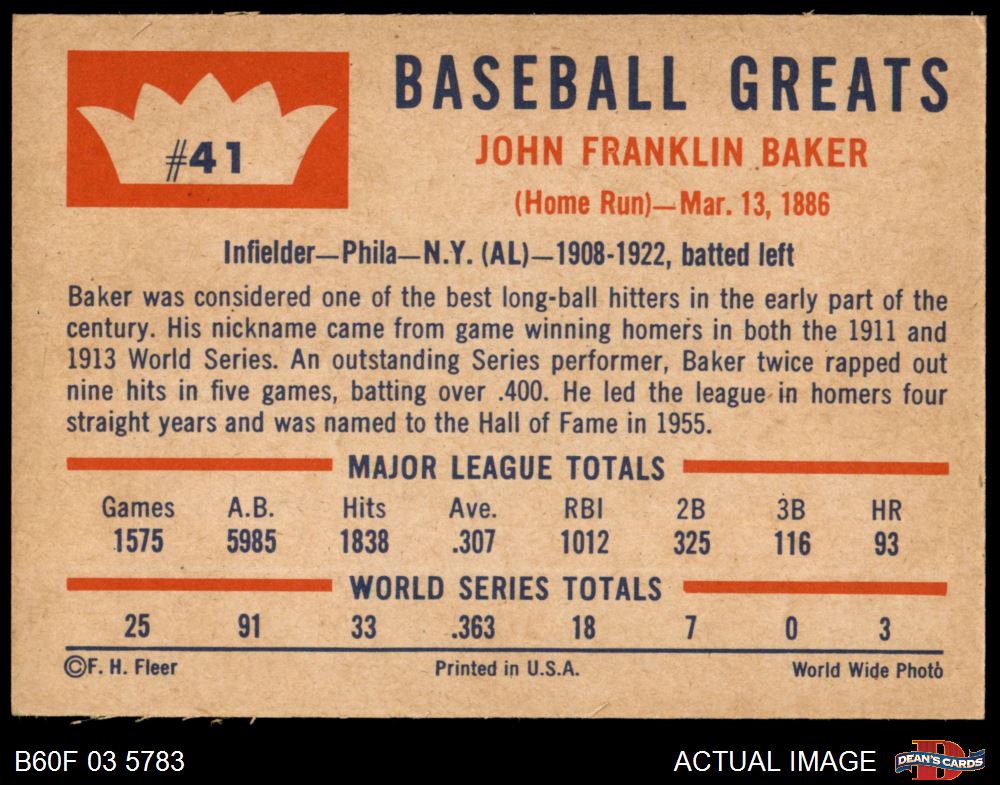 #41
BASEBALL GREATS
JOHN FRANKLIN BAKER
(Home Run)—Mar. 13, 1886
Infielder—Phila—N.Y. (AL)—1908-1922, batted left
Baker was considered one of the best long-ball hitters in the early part of the
century. His nickname came from game winning homers in both the 1911 and
1913 World Series. An outstanding Series performer, Baker twice rapped out
nine hits in five games, batting over .400. He led the league in homers four
straight years and was named to the Hall of Fame in 1955.
MAJOR LEAGUE TOTALS
Games A.B. Hits Ave. RBI 2B 3B HR
1575 5985 1838 .307 1012 325 116 93
WORLD SERIES TOTALS
25 91 33 .363 18 7 0 3
©F. H. Fleer Printed in U.S.A. World Wide Photo
B60F 03 5783 ACTUAL IMAGE D DEAN'S CARDS